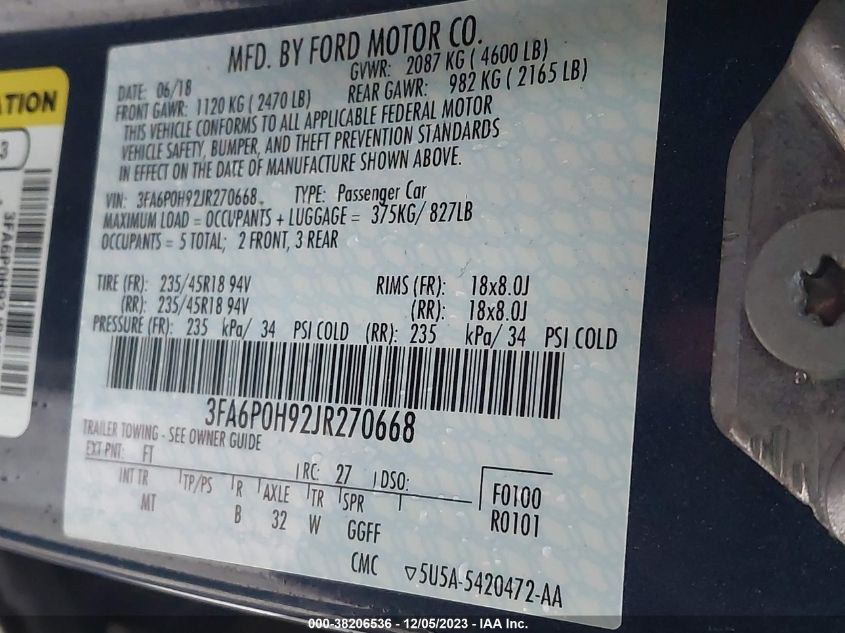 MFD. BY FORD MOTOR CO.
DATE: 06/18
GVWR: 2087 KG ( 4600 LB)
FRONT GAWR: 1120 KG ( 2470 LB)
REAR GAWR: 982 KG ( 2165 LB)
THIS VEHICLE CONFORMS TO ALL APPLICABLE FEDERAL MOTOR
VEHICLE SAFETY, BUMPER, AND THEFT PREVENTION STANDARDS
IN EFFECT ON THE DATE OF MANUFACTURE SHOWN ABOVE.
VIN: 3FA6P0H92JR270668 TYPE: Passenger Car
MAXIMUM LOAD = OCCUPANTS + LUGGAGE = 375KG/ 827LB
OCCUPANTS = 5 TOTAL; 2 FRONT, 3 REAR
TIRE (FR): 235/45R18 94V RIMS (FR): 18x8.0J
(RR): 235/45R18 94V (RR): 18x8.0J
PRESSURE (FR): 235 kPa/ 34 PSI COLD (RR): 235 kPa/ 34 PSI COLD
3FA6P0H92JR270668
TRAILER TOWING - SEE OWNER GUIDE
EXT PNT: FT RC: 27 DSO:
INT TR TP/PS R AXLE TR SPR
MT B 32 W GGFF
F0100
R0101
CMC 5U5A-5420472-AA
ATION
3
000-38206536 - 12/05/2023 - IAA Inc.